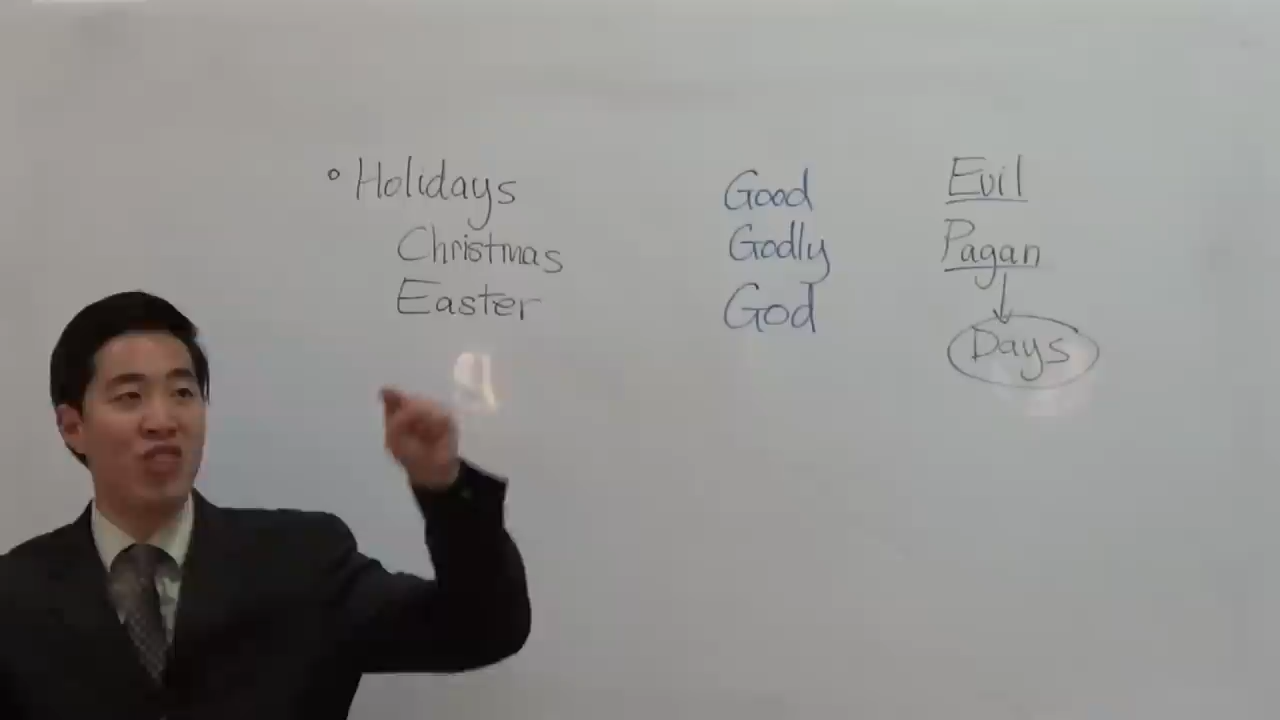 Holidays
Christmas
Easter
Good
Godly
God
Evil
Pagan
Days